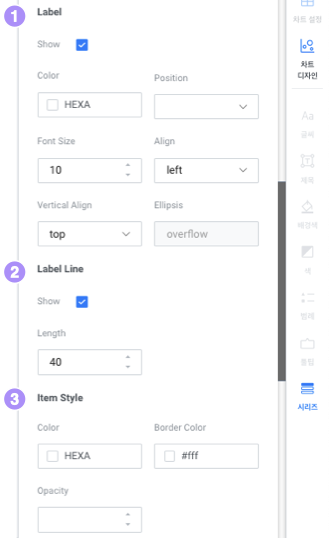 1 Label
Show
Color Position
HEXA
Font Size Align
10 left
Vertical Align Ellipsis
top overflow
2 Label Line
Show
Length
40
3 Item Style
Color Border Color
HEXA #fff
Opacity
차트 설정
차트
디자인
Aa
글씨
제목
배경색
색
범례
툴팁
시리즈